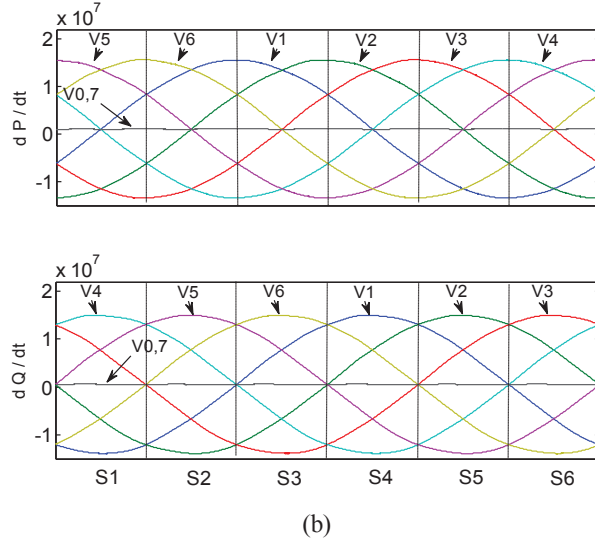 x 10^7
2
1
0
-1
d P / dt
V5 V6 V1 V2 V3 V4
V0,7
x 10^7
2
1
0
-1
d Q / dt
V4 V5 V6 V1 V2 V3
V0,7
S1 S2 S3 S4 S5 S6
(b)